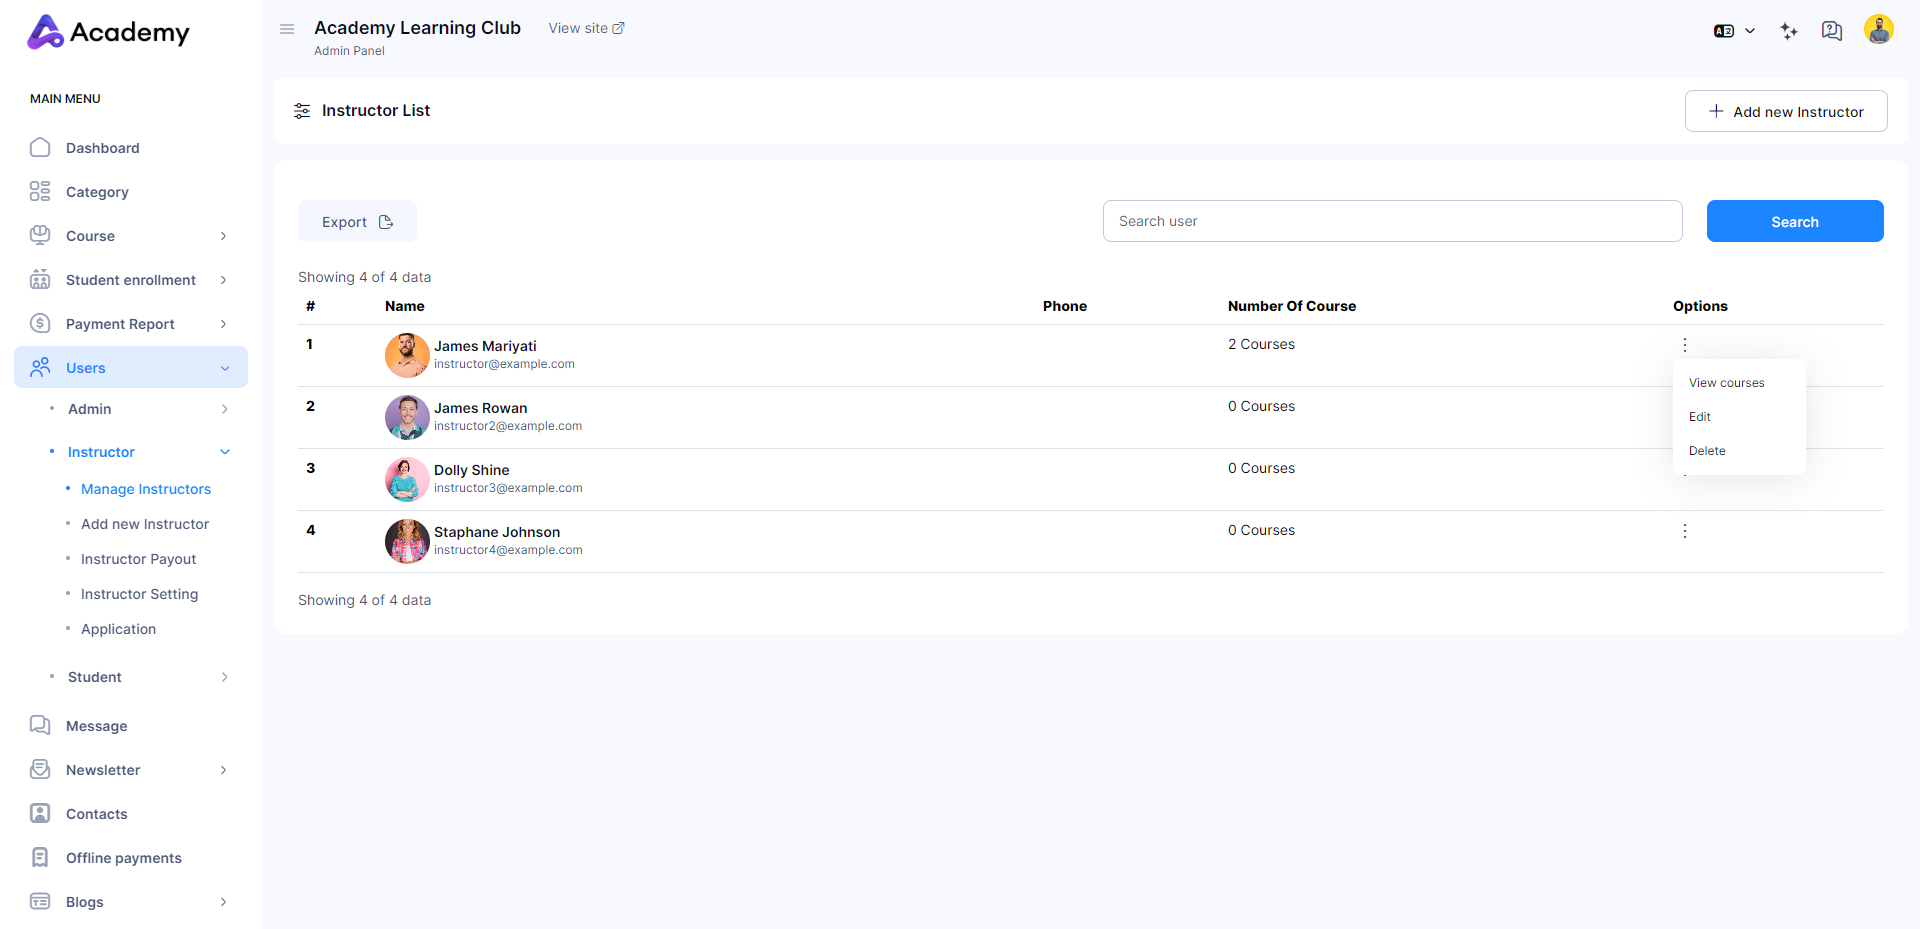 Academy
MAIN MENU
Dashboard
Category
Course
Student enrollment
Payment Report
Users
Admin
Instructor
Manage Instructors
Add new Instructor
Instructor Payout
Instructor Setting
Application
Student
Message
Newsletter
Contacts
Offline payments
Blogs
Academy Learning Club
View site
Admin Panel
Instructor List
Add new Instructor
Export
Search user
Search
Showing 4 of 4 data
# Name Phone Number Of Course Options
1 James Mariyati 2 Courses
instructor@example.com
View courses
Edit
Delete
2 James Rowan 0 Courses
instructor2@example.com
3 Dolly Shine 0 Courses
instructor3@example.com
4 Staphane Johnson 0 Courses
instructor4@example.com
Showing 4 of 4 data